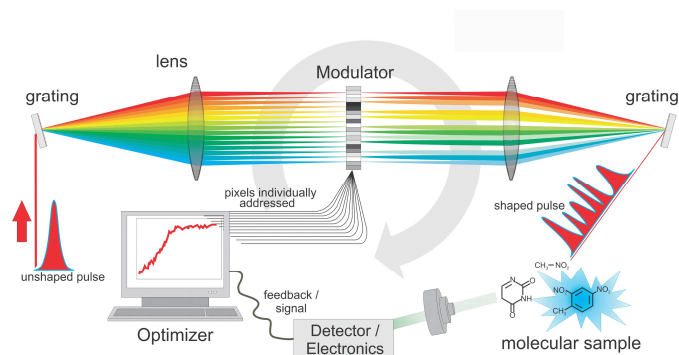 lens
Modulator
grating
grating
pixels individually
addressed
shaped
pulse
unshaped pulse
CH₃—NO₂
N
O
NH
O
NO₂
NO₂
CH₃
feedback /
signal
Optimizer
Detector /
Electronics
molecular sample